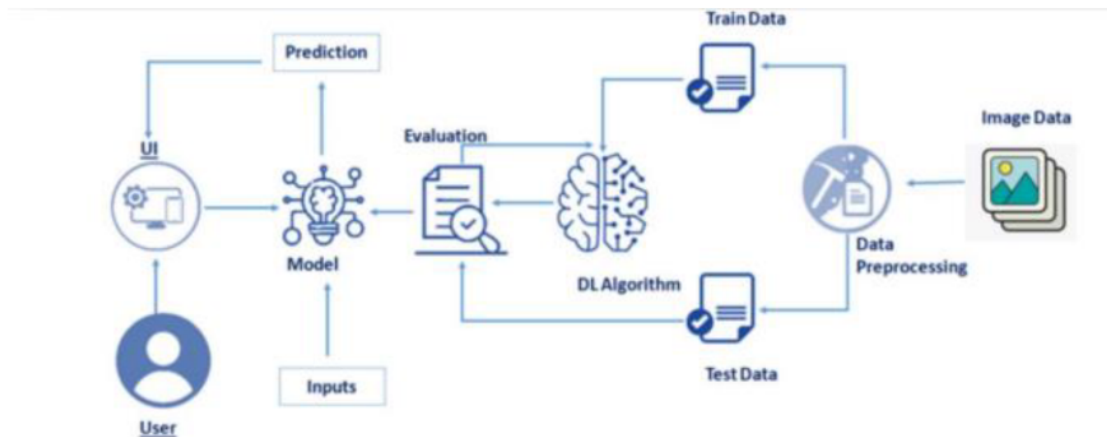 Train Data
Prediction
Image Data
Evaluation
UI
Data
Preprocessing
Model
DL Algorithm
Test Data
Inputs
User